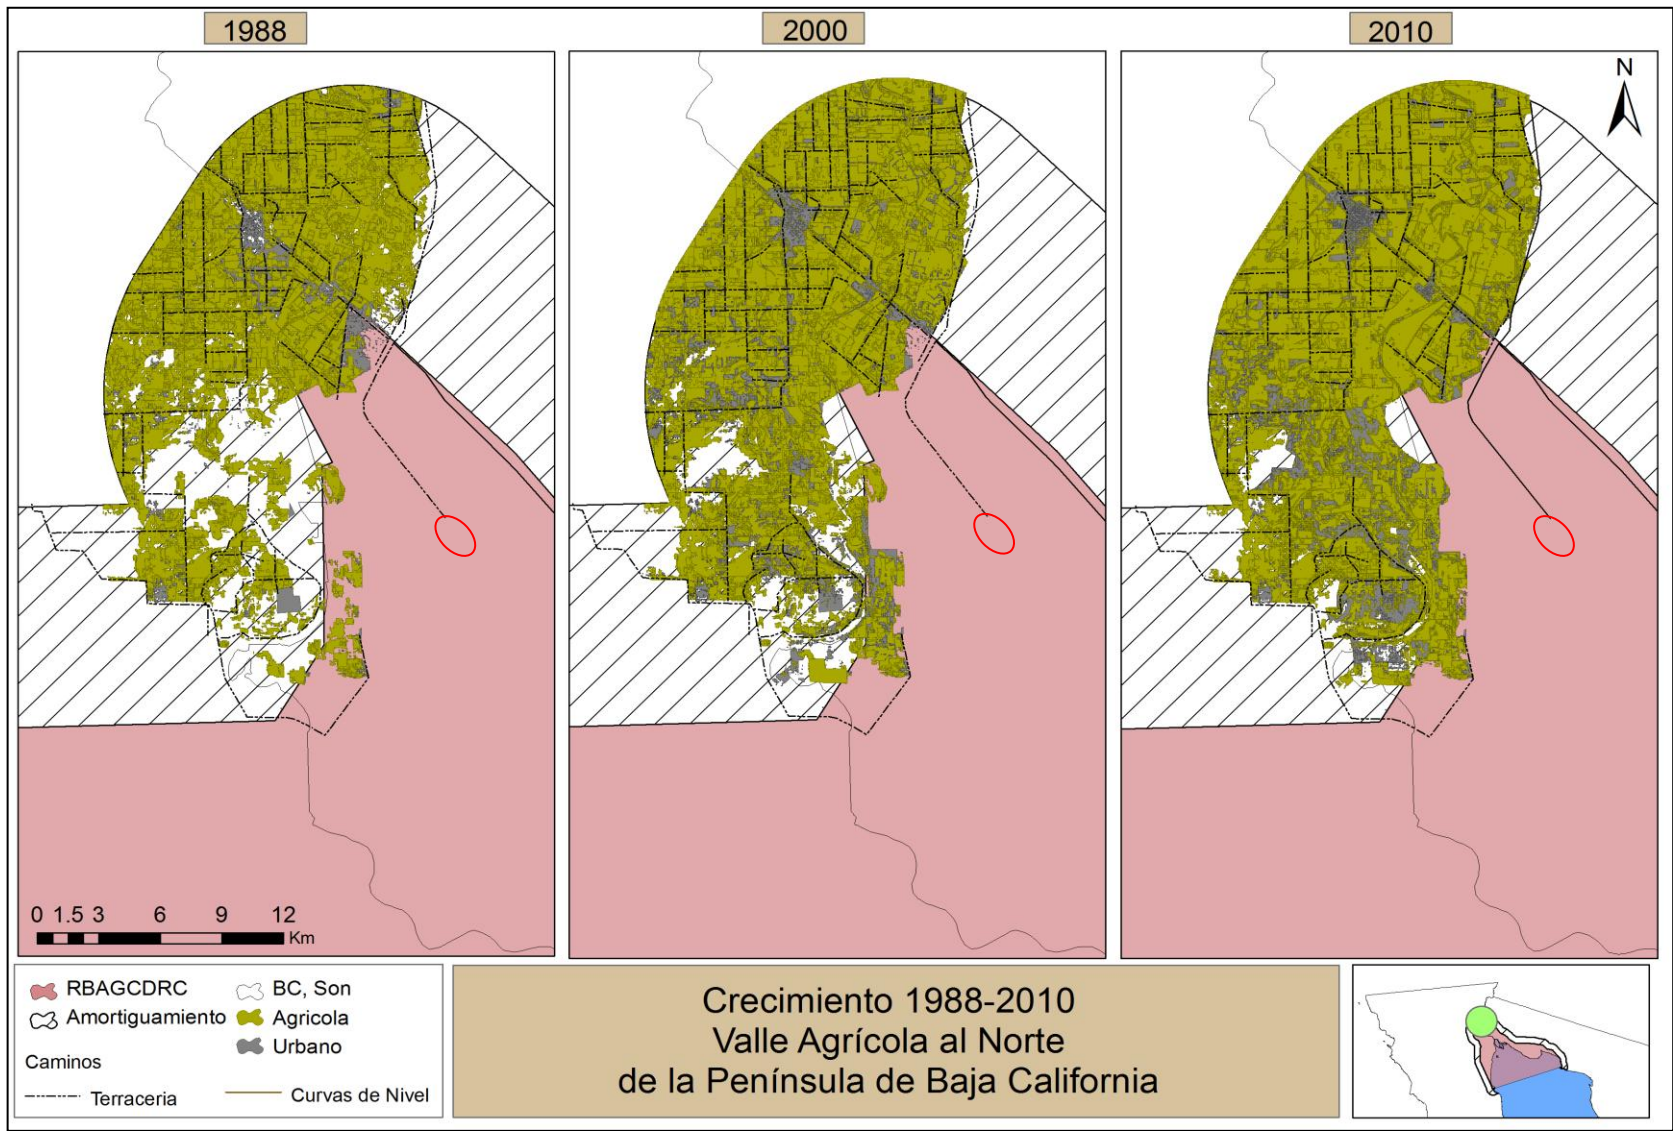 1988
2000
2010
N
0 1.5 3 6 9 12
Km
RBAGCDRC
BC, Son
Amortiguamiento
Agricola
Urbano
Caminos
Terraceria
Curvas de Nivel
Crecimiento 1988-2010
Valle Agrícola al Norte
de la Península de Baja California